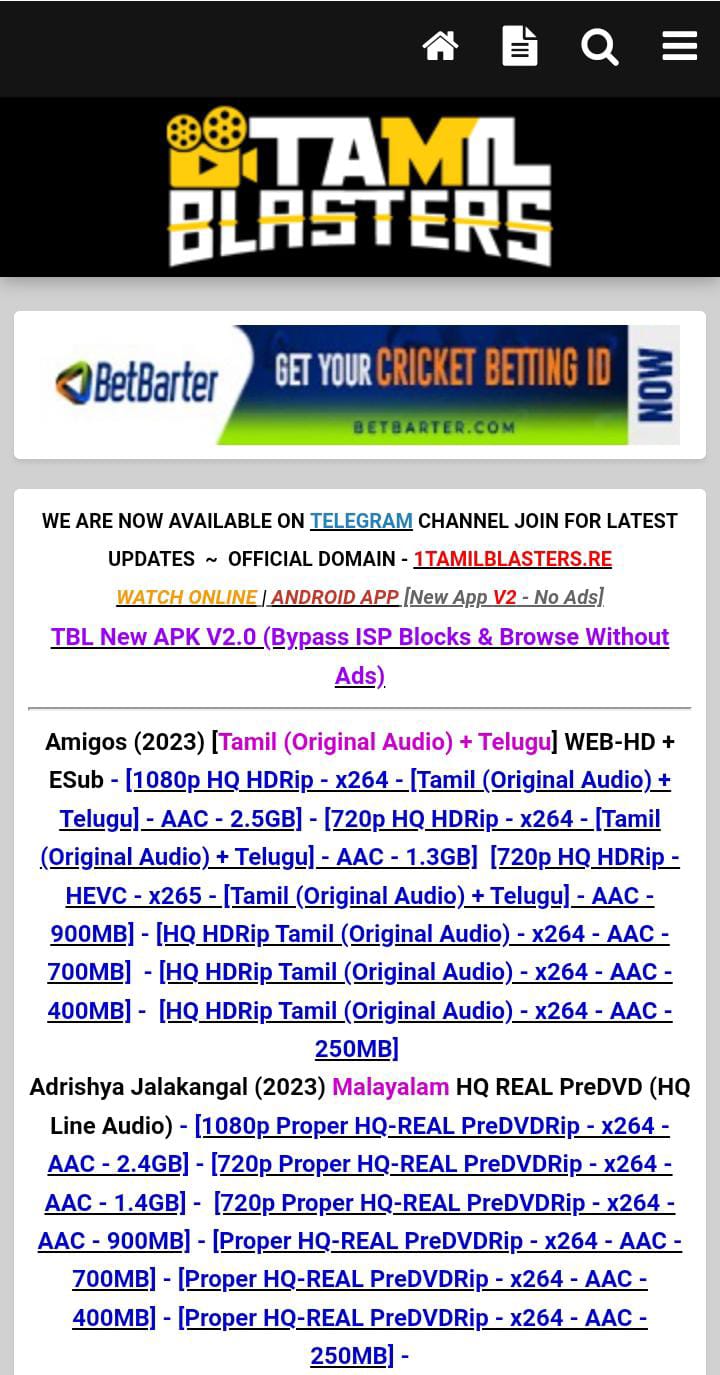 TAMIL
BLASTERS
BetBarter
GET YOUR CRICKET BETTING ID
NOW
BETBARTER.COM
WE ARE NOW AVAILABLE ON TELEGRAM CHANNEL JOIN FOR LATEST
UPDATES ~ OFFICIAL DOMAIN - 1TAMILBLASTERS.RE
WATCH ONLINE | ANDROID APP [New App V2 - No Ads]
TBL New APK V2.0 (Bypass ISP Blocks & Browse Without
Ads)
Amigos (2023) [Tamil (Original Audio) + Telugu] WEB-HD +
ESub - [1080p HQ HDRip - x264 - [Tamil (Original Audio) +
Telugu] - AAC - 2.5GB] - [720p HQ HDRip - x264 - [Tamil
(Original Audio) + Telugu] - AAC - 1.3GB] [720p HQ HDRip -
HEVC - x265 - [Tamil (Original Audio) + Telugu] - AAC -
900MB] - [HQ HDRip Tamil (Original Audio) - x264 - AAC -
700MB] - [HQ HDRip Tamil (Original Audio) - x264 - AAC -
400MB] - [HQ HDRip Tamil (Original Audio) - x264 - AAC -
250MB]
Adrishya Jalakangal (2023) Malayalam HQ REAL PreDVD (HQ
Line Audio) - [1080p Proper HQ-REAL PreDVDRip - x264 -
AAC - 2.4GB] - [720p Proper HQ-REAL PreDVDRip - x264 -
AAC - 1.4GB] - [720p Proper HQ-REAL PreDVDRip - x264 -
AAC - 900MB] - [Proper HQ-REAL PreDVDRip - x264 - AAC -
700MB] - [Proper HQ-REAL PreDVDRip - x264 - AAC -
400MB] - [Proper HQ-REAL PreDVDRip - x264 - AAC -
250MB] -